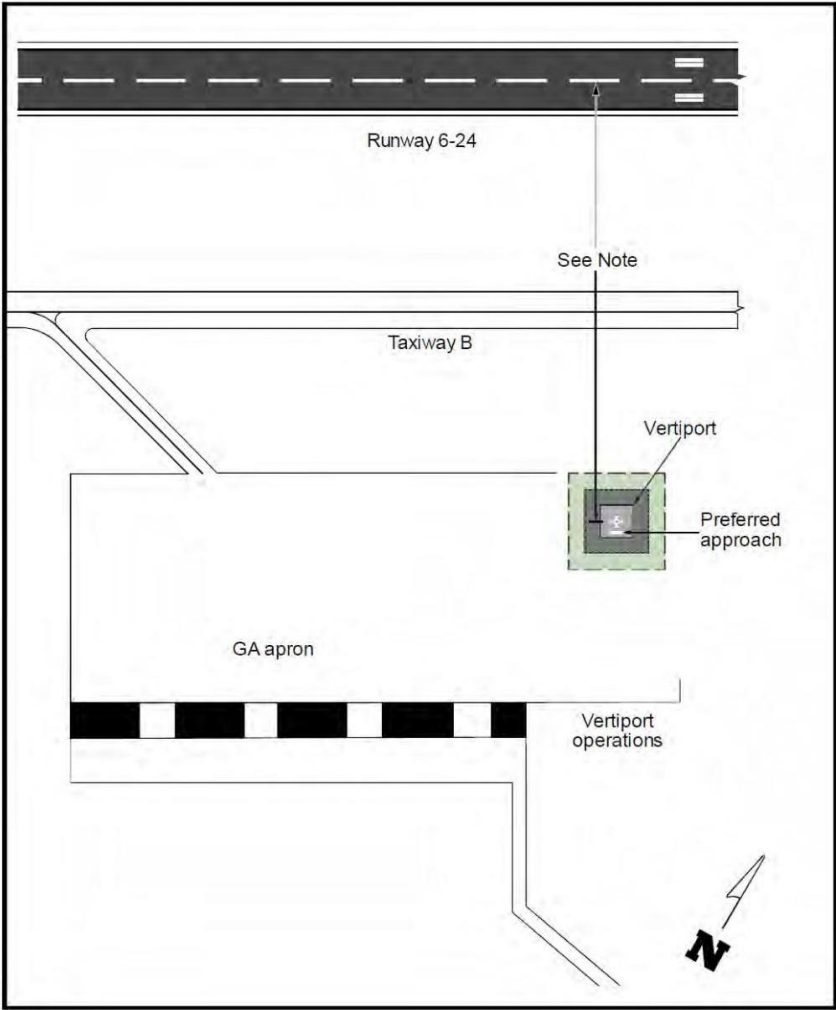 Runway 6-24
See Note
Taxiway B
Vertiport
Preferred
approach
GA apron
Vertiport
operations
N